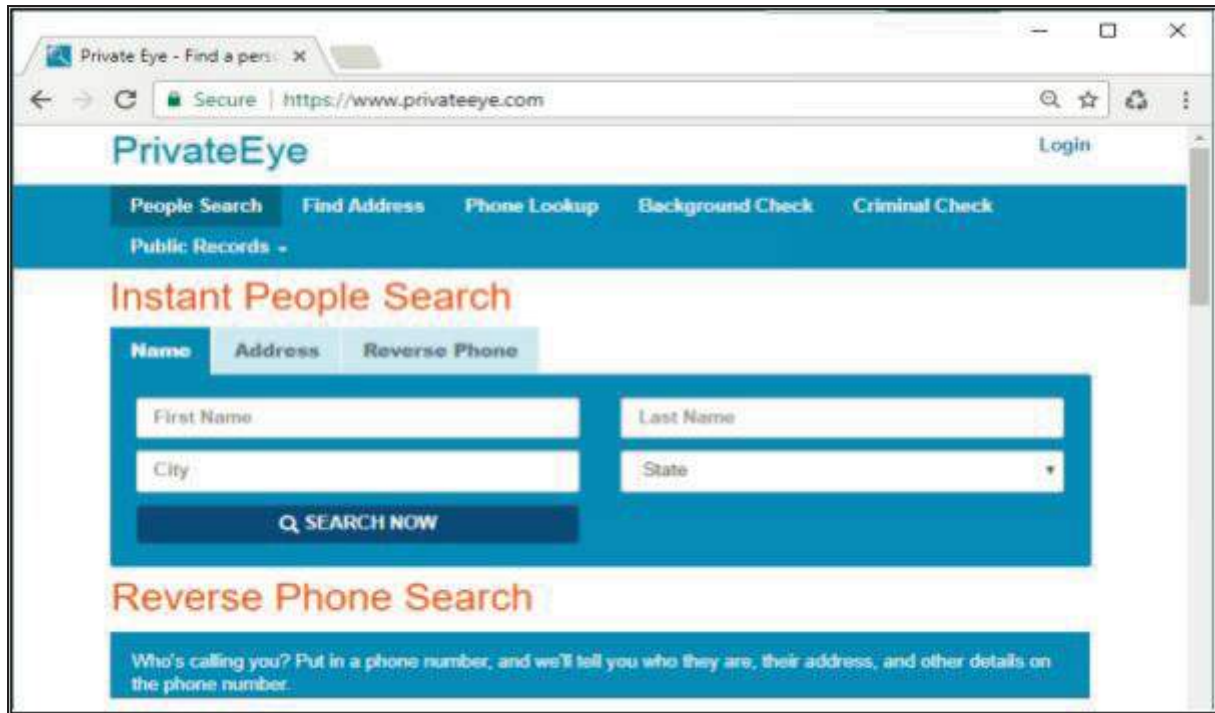 Private Eye - Find a pers
Secure | https://www.privateeye.com
PrivateEye
Login
People Search Find Address Phone Lookup Background Check Criminal Check
Public Records
Instant People Search
Name Address Reverse Phone
First Name Last Name
City State
SEARCH NOW
Reverse Phone Search
Who's calling you? Put in a phone number, and we'll tell you who they are, their address, and other details on
the phone number.